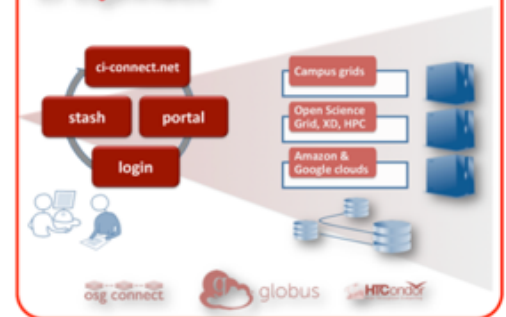 ci-connect.net
stash
portal
login
Campus grids
Open Science
Grid, XD, HPC
Amazon &
Google clouds
osg connect
globus
HTCondor